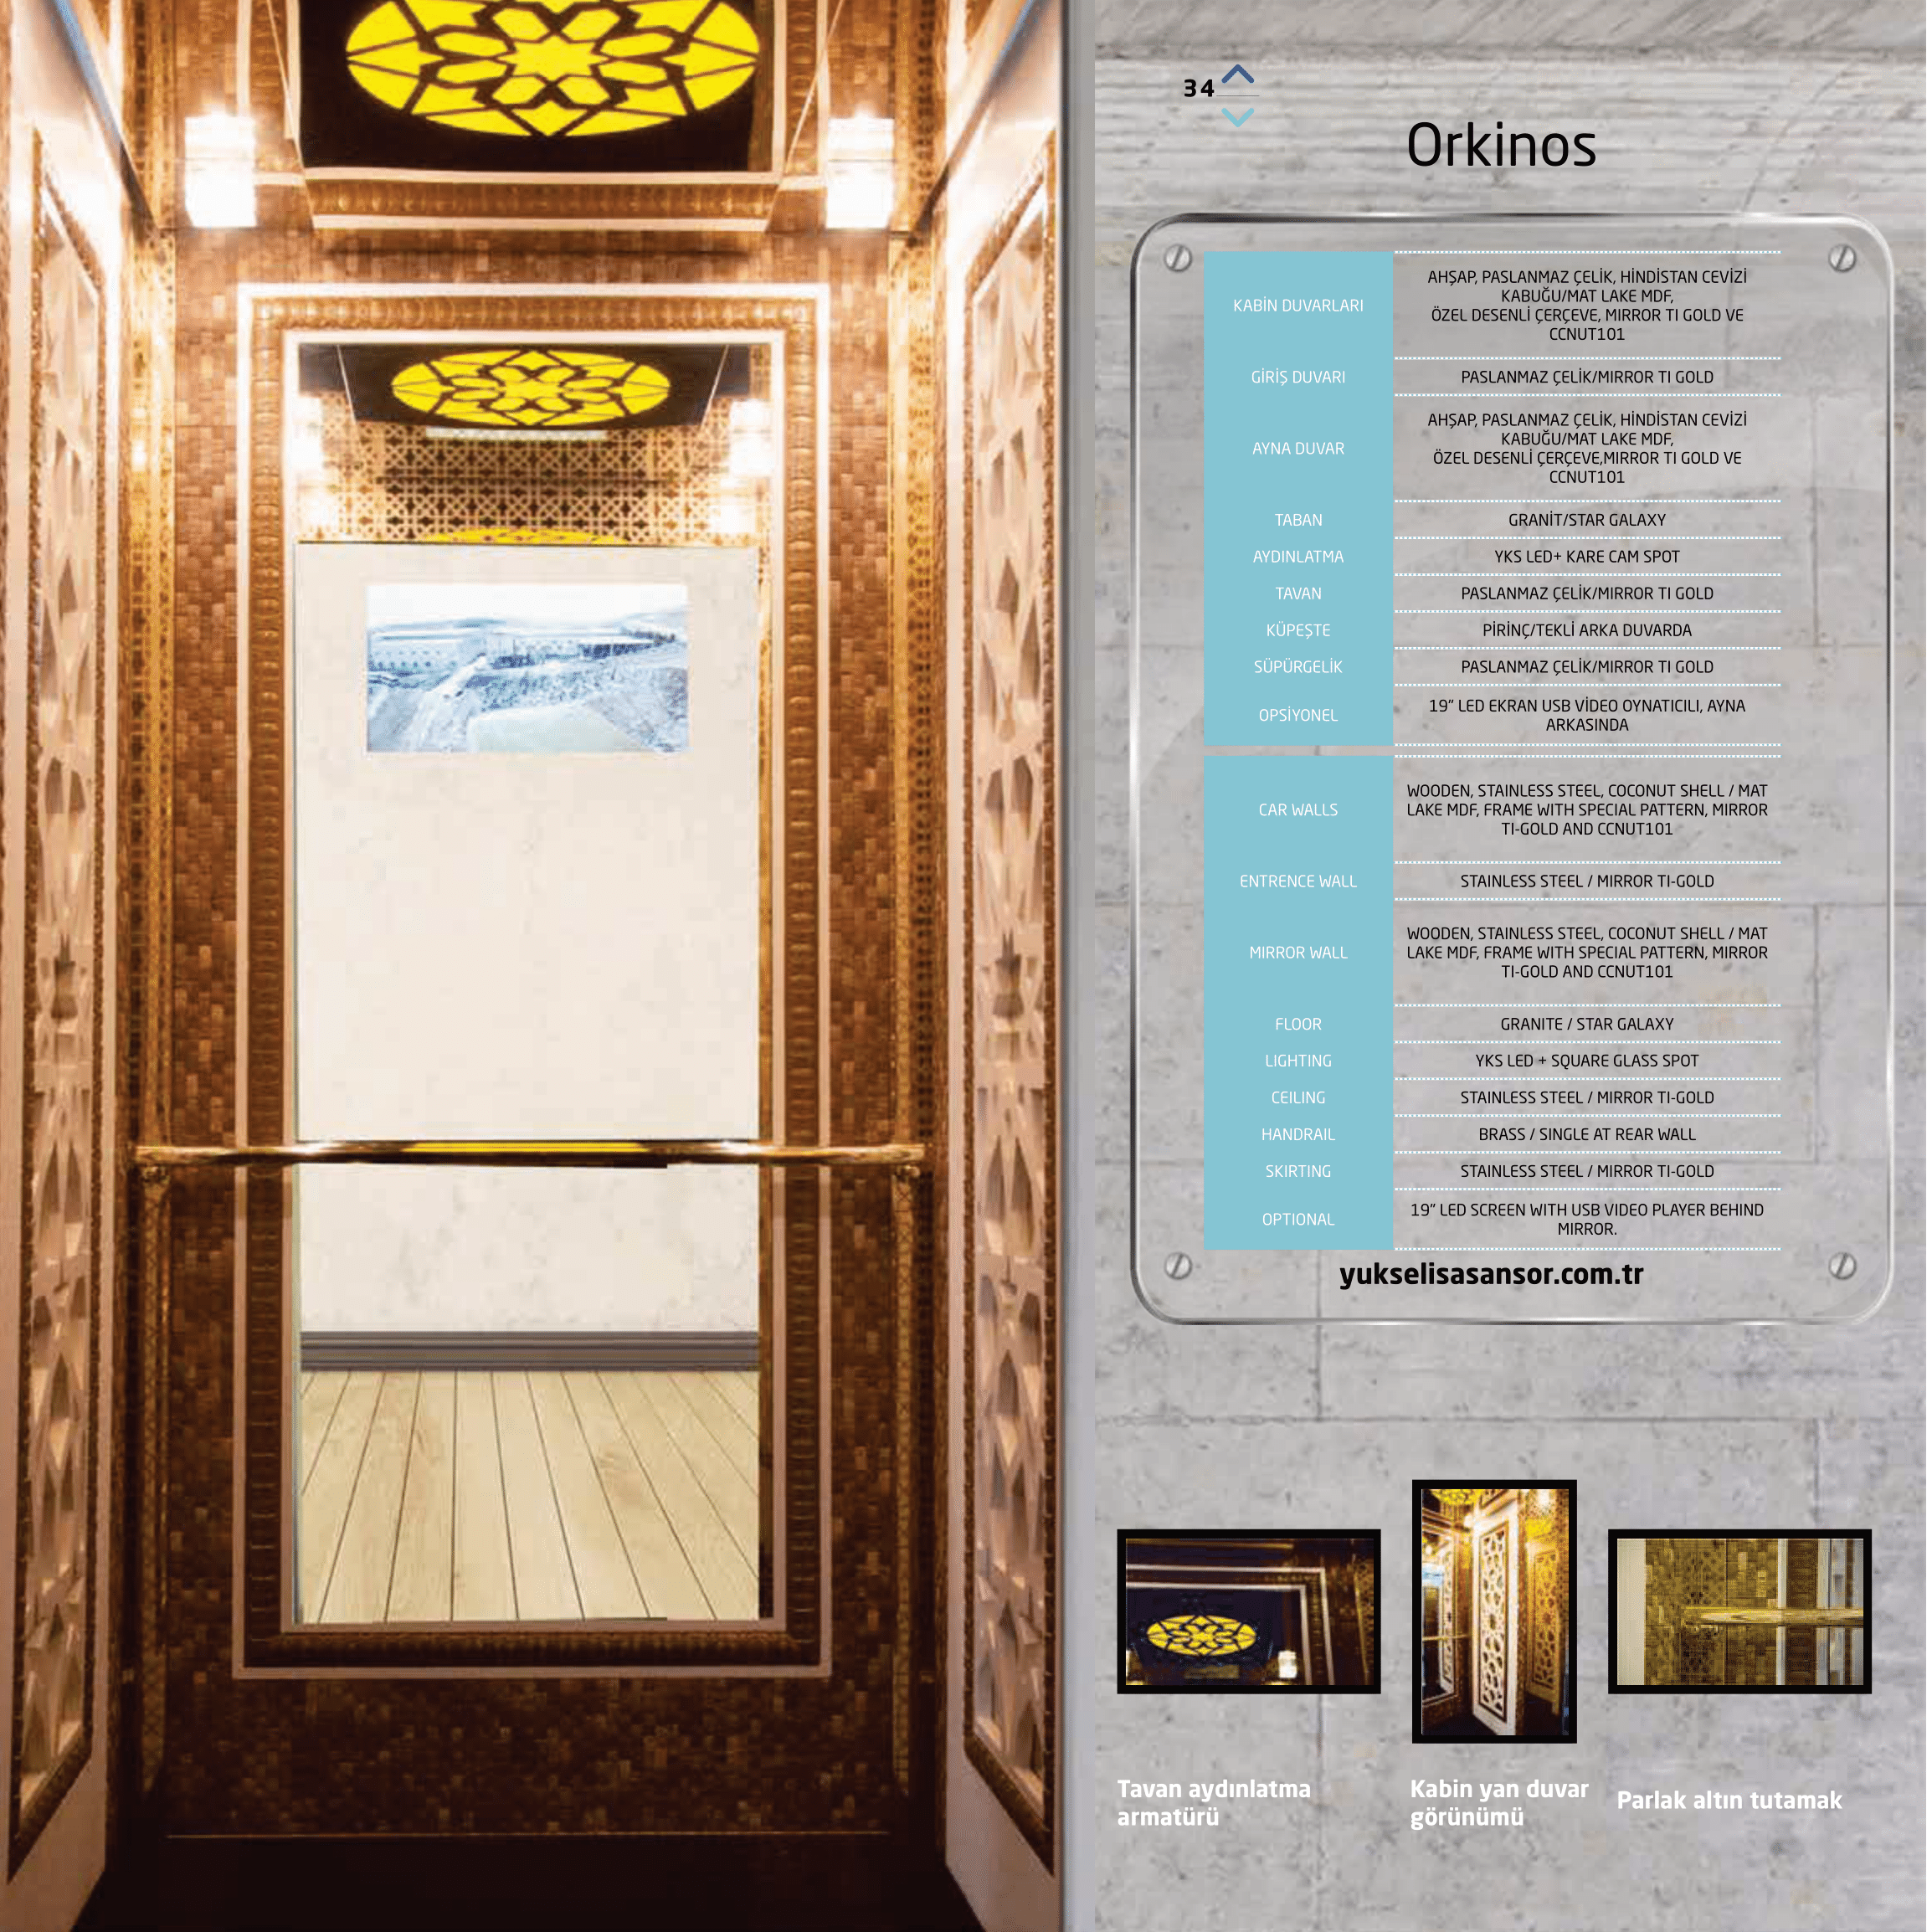 34
Orkinos
KABİN DUVARLARI
AHŞAP, PASLANMAZ ÇELİK, HİNDİSTAN CEVİZİ
KABUĞU/MAT LAKE MDF,
ÖZEL DESENLİ ÇERÇEVE, MIRROR TI GOLD VE
CCNUT101
GİRİŞ DUVARI
PASLANMAZ ÇELİK/MIRROR TI GOLD
AYNA DUVAR
AHŞAP, PASLANMAZ ÇELİK, HİNDİSTAN CEVİZİ
KABUĞU/MAT LAKE MDF,
ÖZEL DESENLİ ÇERÇEVE,MIRROR TI GOLD VE
CCNUT101
TABAN
GRANİT/STAR GALAXY
AYDINLATMA
YKS LED+ KARE CAM SPOT
TAVAN
PASLANMAZ ÇELİK/MIRROR TI GOLD
KÜPEŞTE
PİRİNÇ/TEKLİ ARKA DUVARDA
SÜPÜRGELİK
PASLANMAZ ÇELİK/MIRROR TI GOLD
OPSİYONEL
19" LED EKRAN USB VİDEO OYNATICILI, AYNA
ARKASINDA
CAR WALLS
WOODEN, STAINLESS STEEL, COCONUT SHELL / MAT
LAKE MDF, FRAME WITH SPECIAL PATTERN, MIRROR
TI-GOLD AND CCNUT101
ENTRENCE WALL
STAINLESS STEEL / MIRROR TI-GOLD
MIRROR WALL
WOODEN, STAINLESS STEEL, COCONUT SHELL / MAT
LAKE MDF, FRAME WITH SPECIAL PATTERN, MIRROR
TI-GOLD AND CCNUT101
FLOOR
GRANITE / STAR GALAXY
LIGHTING
YKS LED + SQUARE GLASS SPOT
CEILING
STAINLESS STEEL / MIRROR TI-GOLD
HANDRAIL
BRASS / SINGLE AT REAR WALL
SKIRTING
STAINLESS STEEL / MIRROR TI-GOLD
OPTIONAL
19" LED SCREEN WITH USB VIDEO PLAYER BEHIND
MIRROR.
yukselisasansor.com.tr
Tavan aydınlatma
armatürü
Kabin yan duvar
görünümü
Parlak altın tutamak